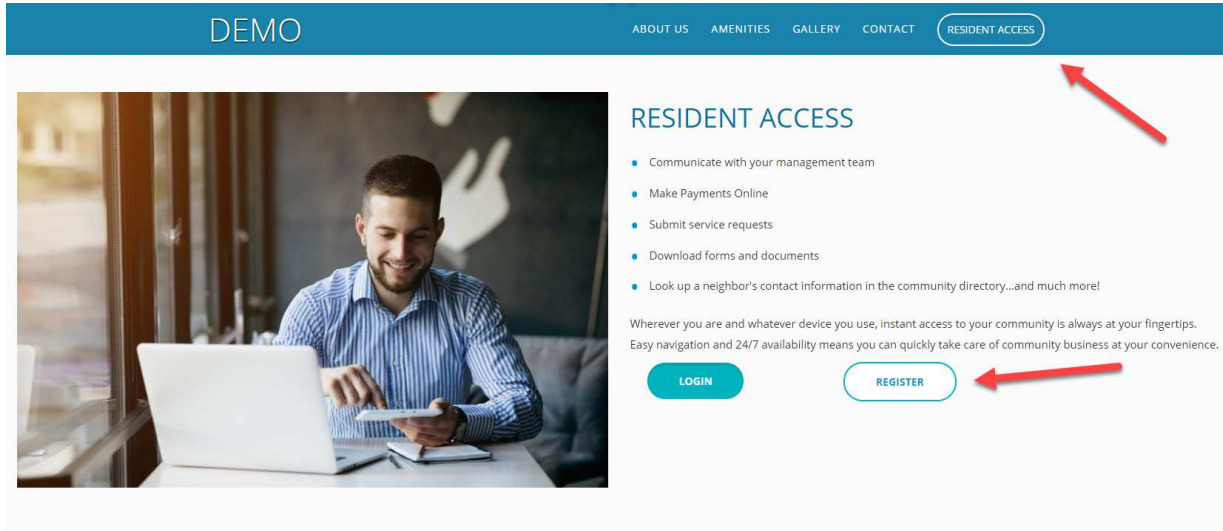 DEMO
ABOUT US AMENITIES GALLERY CONTACT RESIDENT ACCESS
RESIDENT ACCESS
Communicate with your management team
Make Payments Online
Submit service requests
Download forms and documents
Look up a neighbor's contact information in the community directory...and much more!
Wherever you are and whatever device you use, instant access to your community is always at your fingertips.
Easy navigation and 24/7 availability means you can quickly take care of community business at your convenience.
LOGIN REGISTER